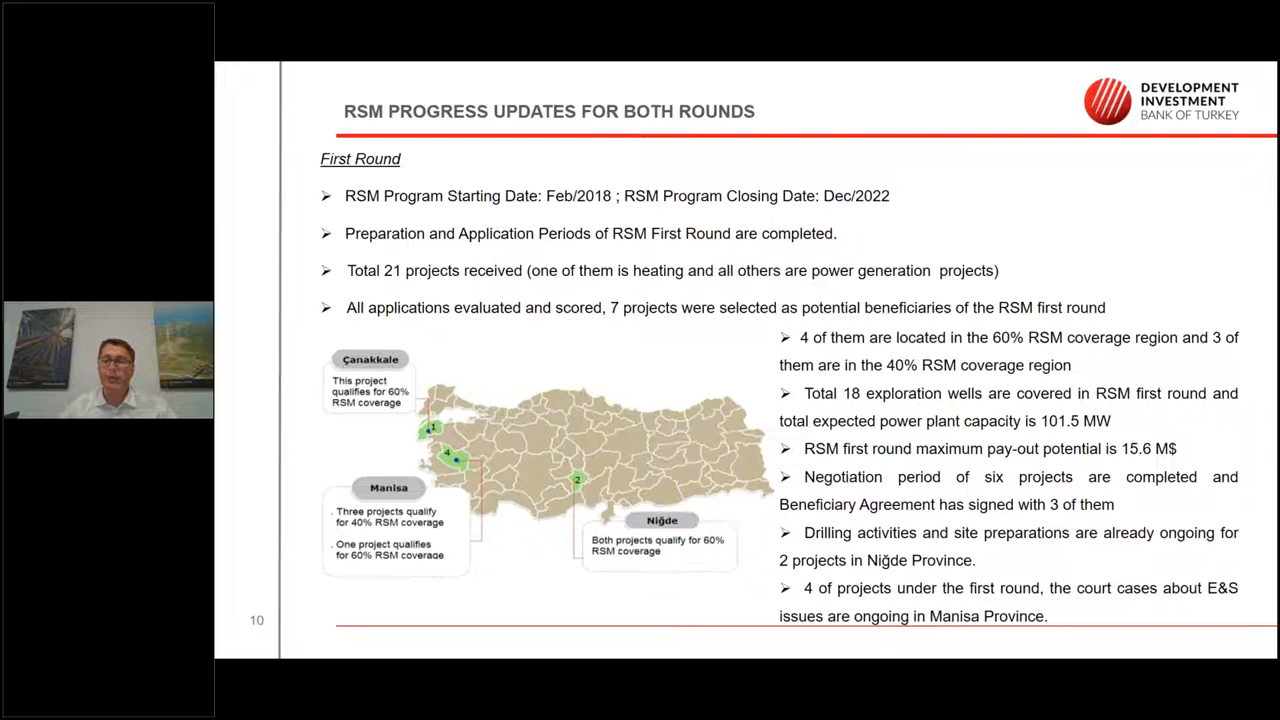 RSM PROGRESS UPDATES FOR BOTH ROUNDS
DEVELOPMENT
INVESTMENT
BANK OF TURKEY
First Round
➢ RSM Program Starting Date: Feb/2018 ; RSM Program Closing Date: Dec/2022
➢ Preparation and Application Periods of RSM First Round are completed.
➢ Total 21 projects received (one of them is heating and all others are power generation projects)
➢ All applications evaluated and scored, 7 projects were selected as potential beneficiaries of the RSM first round
Çanakkale
This project
qualifies for 60%
RSM coverage
1
4
2
Manisa
. Three projects qualify
for 40% RSM coverage
. One project qualifies
for 60% RSM coverage
Niğde
Both projects qualify for 60%
RSM coverage
➢ 4 of them are located in the 60% RSM coverage region and 3 of
them are in the 40% RSM coverage region
➢ Total 18 exploration wells are covered in RSM first round and
total expected power plant capacity is 101.5 MW
➢ RSM first round maximum pay-out potential is 15.6 M$
➢ Negotiation period of six projects are completed and
Beneficiary Agreement has signed with 3 of them
➢ Drilling activities and site preparations are already ongoing for
2 projects in Niğde Province.
➢ 4 of projects under the first round, the court cases about E&S
issues are ongoing in Manisa Province.
10